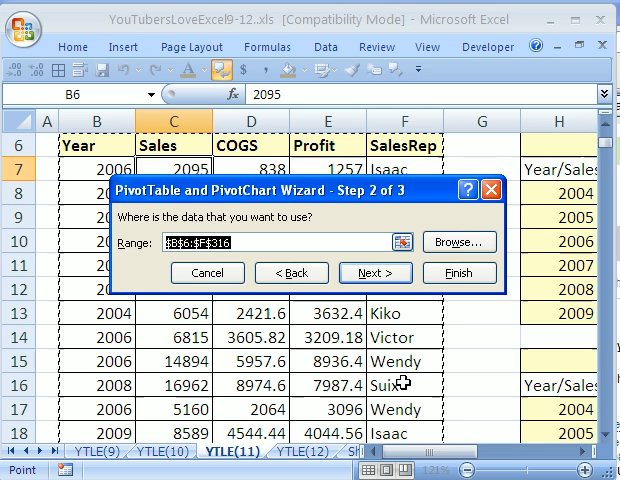 YouTubersLoveExcel9-12..xls [Compatibility Mode] - Microsoft Excel
Home Insert Page Layout Formulas Data Review View Developer
B6 fx 2095
A B C D E F G H
6 Year Sales COGS Profit SalesRep
7 2006 2095 838 1257 Isaac Year/Sales
PivotTable and PivotChart Wizard - Step 2 of 3
Where is the data that you want to use?
Range: $B$6:$F$316 Browse...
Cancel < Back Next > Finish
8 2004
9 2005
10 2006
11 2007
12 2008
13 2004 6054 2421.6 3632.4 Kiko 2009
14 2006 6815 3605.82 3209.18 Victor
15 2006 14894 5957.6 8936.4 Wendy
16 2008 16962 8974.6 7987.4 Suix Year/Sales
17 2006 5160 2064 3096 Wendy 2004
18 2009 8589 4544.44 4044.56 Isaac 2005
YTLE(9) YTLE(10) YTLE(11) YTLE(12) Sh
Point 121%